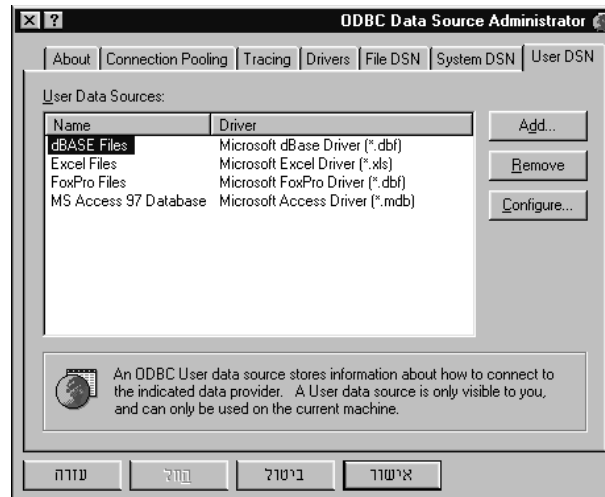 ODBC Data Source Administrator
About Connection Pooling Tracing Drivers File DSN System DSN User DSN
User Data Sources:
Name Driver
dBASE Files Microsoft dBase Driver (*.dbf)
Excel Files Microsoft Excel Driver (*.xls)
FoxPro Files Microsoft FoxPro Driver (*.dbf)
MS Access 97 Database Microsoft Access Driver (*.mdb)
Add...
Remove
Configure...
An ODBC User data source stores information about how to connect to
the indicated data provider. A User data source is only visible to you,
and can only be used on the current machine.
אישור ביטול החל עזרה